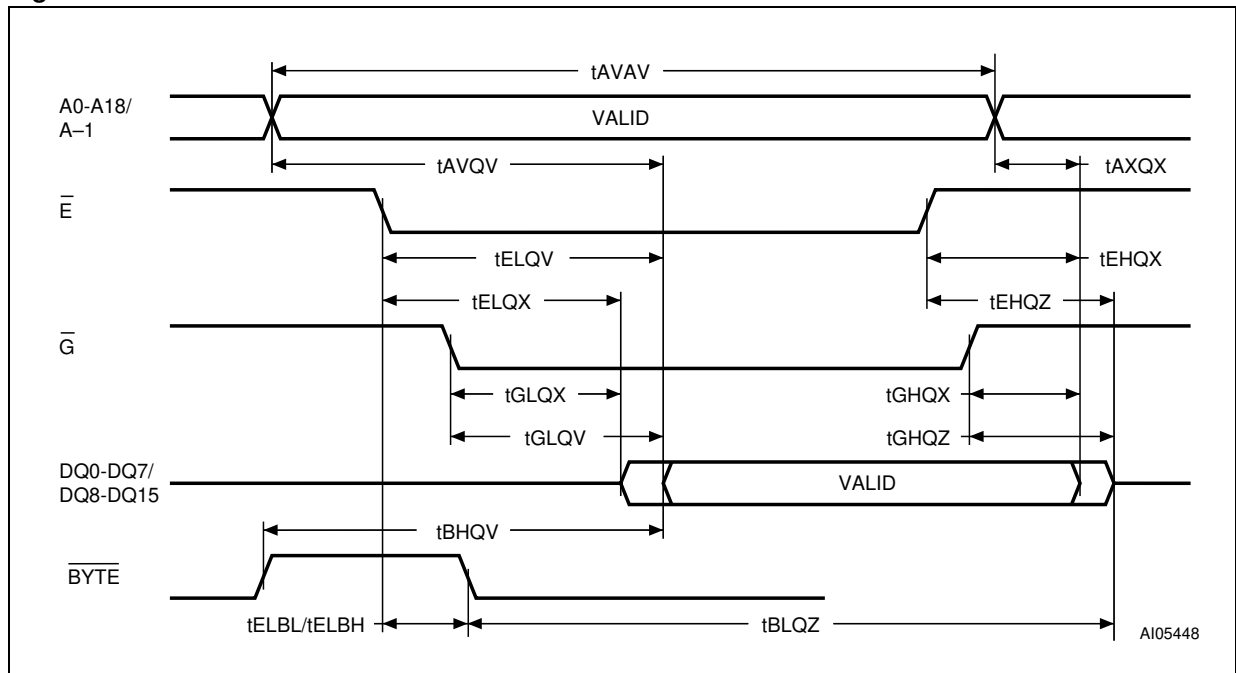 tAVAV
A0-A18/
A–1
VALID
tAVQV
tAXQX
E
tELQV
tEHQX
tELQX
tEHQZ
G
tGLQX
tGHQX
tGLQV
tGHQZ
DQ0-DQ7/
DQ8-DQ15
VALID
tBHQV
BYTE
tELBL/tELBH
tBLQZ
AI05448